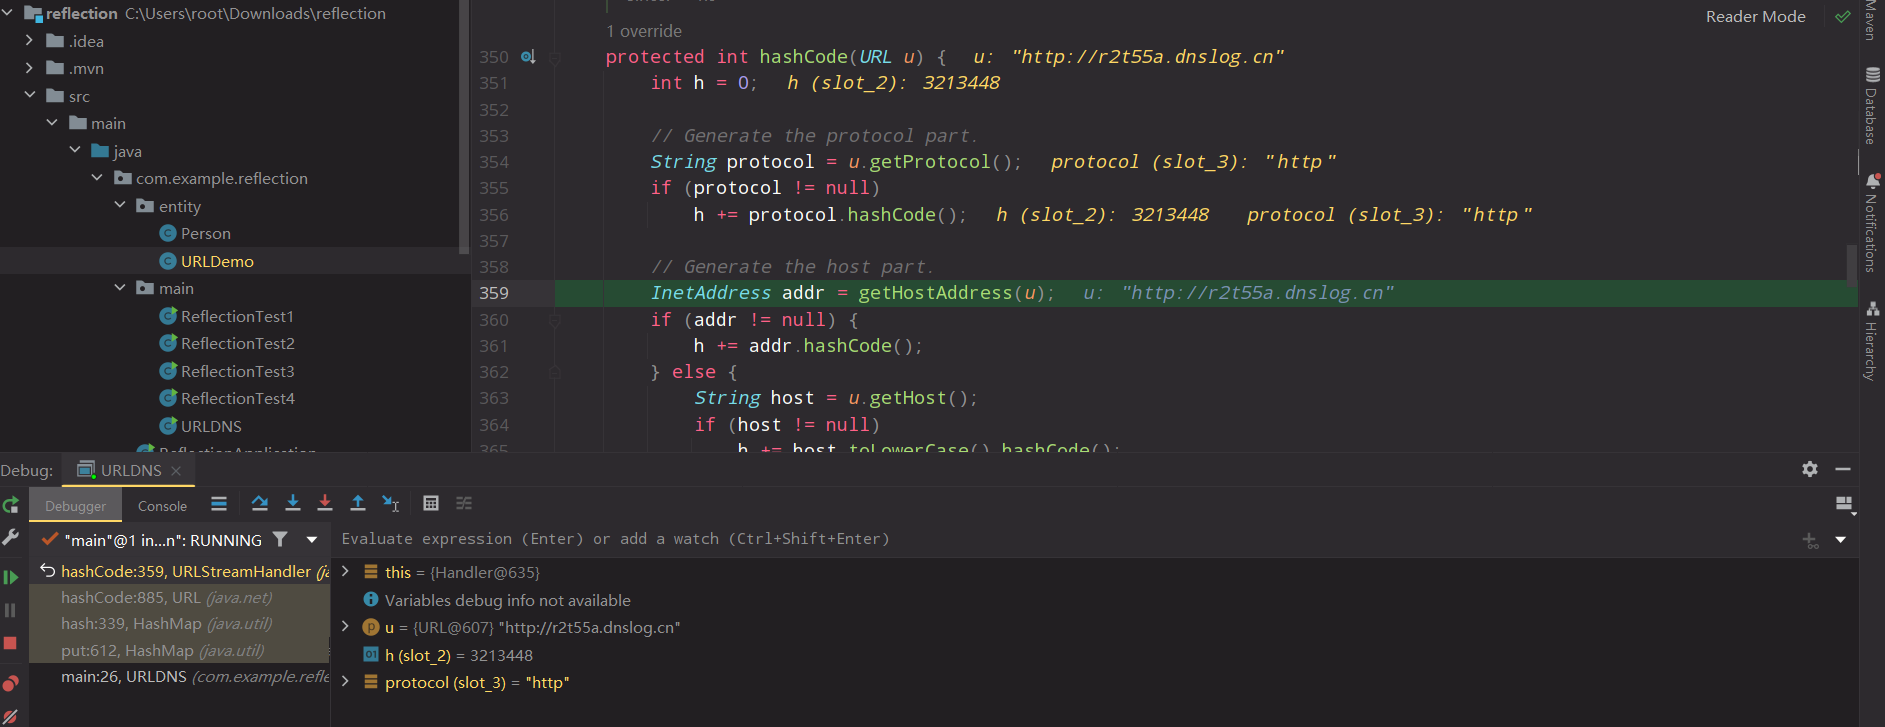 reflection C:\Users\root\Downloads\reflection
.idea
.mvn
src
main
java
com.example.reflection
entity
Person
URLDemo
main
ReflectionTest1
ReflectionTest2
ReflectionTest3
ReflectionTest4
URLDNS
ReflectionApplication
Reader Mode
1 override
350 protected int hashCode(URL u) { u: "http://r2t55a.dnslog.cn"
351 int h = 0; h (slot_2): 3213448
352
353 // Generate the protocol part.
354 String protocol = u.getProtocol(); protocol (slot_3): "http"
355 if (protocol != null)
356 h += protocol.hashCode(); h (slot_2): 3213448 protocol (slot_3): "http"
357
358 // Generate the host part.
359 InetAddress addr = getHostAddress(u); u: "http://r2t55a.dnslog.cn"
360 if (addr != null) {
361 h += addr.hashCode();
362 } else {
363 String host = u.getHost();
364 if (host != null)
365 h += host.toLowerCase().hashCode();
Maven
Database
Notifications
Hierarchy
Debug: URLDNS
Debugger Console
"main"@1 in...n": RUNNING
Evaluate expression (Enter) or add a watch (Ctrl+Shift+Enter)
hashCode:359, URLStreamHandler (ja
hashCode:885, URL (java.net)
hash:339, HashMap (java.util)
put:612, HashMap (java.util)
main:26, URLDNS (com.example.refle
this = {Handler@635}
Variables debug info not available
u = {URL@607} "http://r2t55a.dnslog.cn"
h (slot_2) = 3213448
protocol (slot_3) = "http"